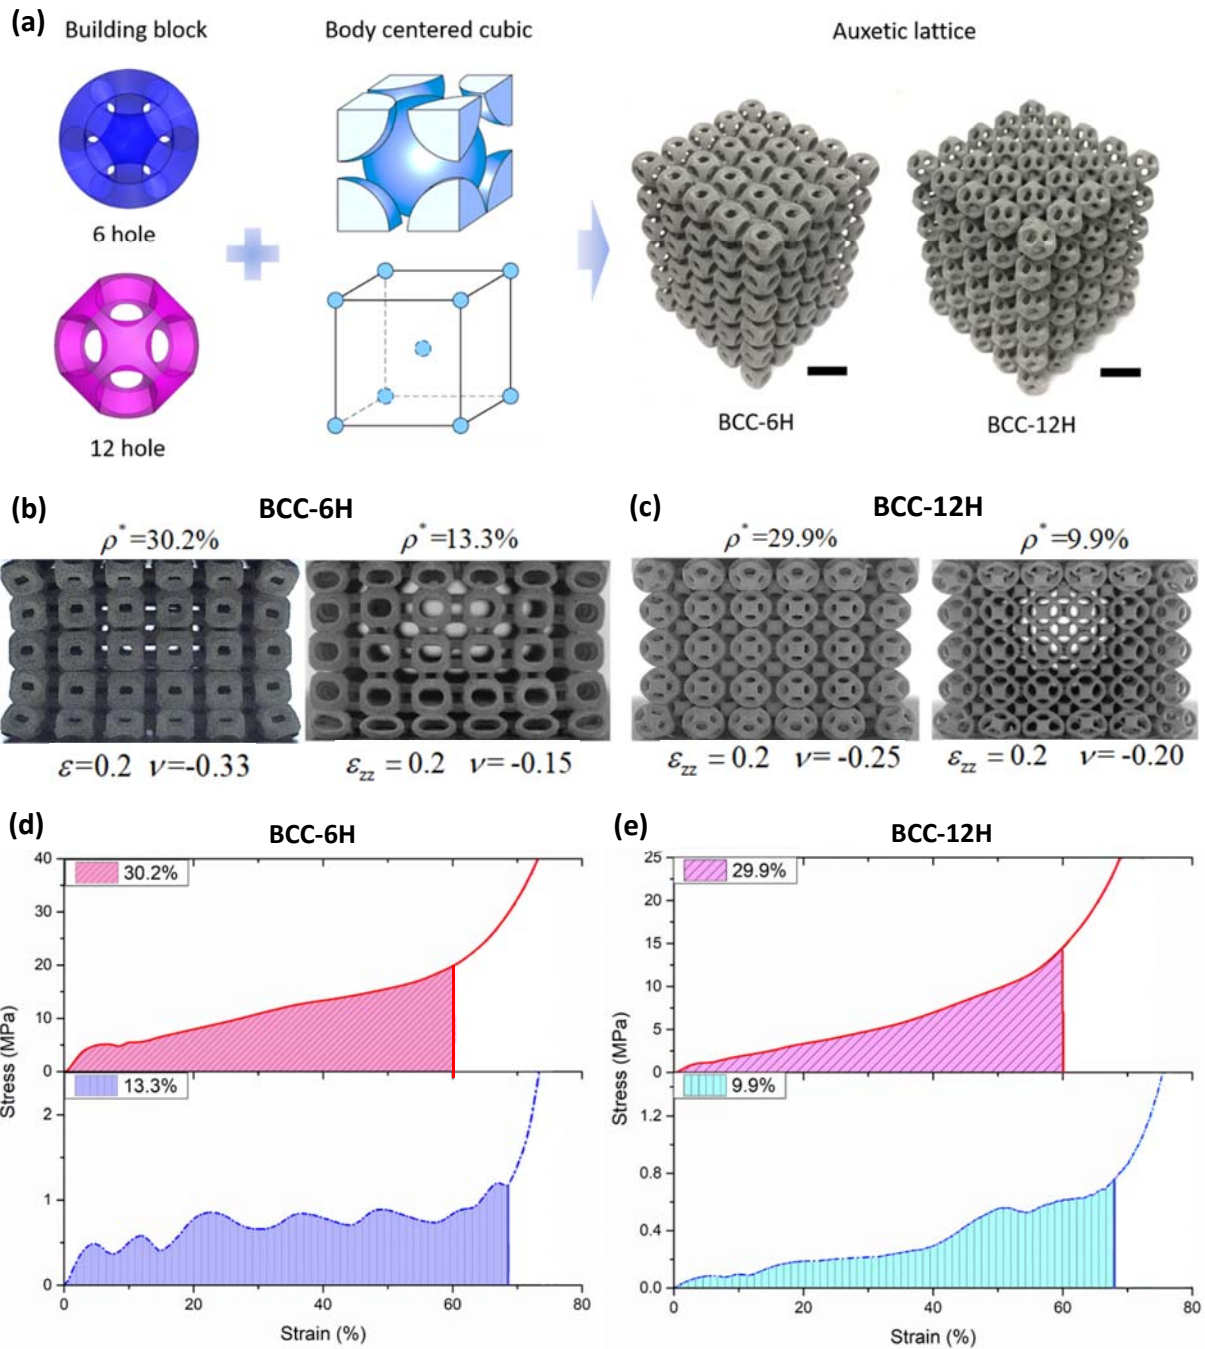 (a)
Building block
Body centered cubic
Auxetic lattice
6 hole
12 hole
BCC-6H
BCC-12H
(b)
BCC-6H
ρ*=30.2%
ρ*=13.3%
ε=0.2 ν=-0.33
εzz = 0.2 ν= -0.15
(c)
BCC-12H
ρ*=29.9%
ρ*=9.9%
εzz = 0.2 ν= -0.25
εzz = 0.2 ν= -0.20
(d)
BCC-6H
40
30
20
10
0
30.2%
Stress (MPa)
2
1
0
13.3%
0 20 40 60 80
Strain (%)
(e)
BCC-12H
25
20
15
10
5
0
29.9%
Stress (MPa)
1.2
0.8
0.4
0.0
9.9%
0 20 40 60 80
Strain (%)